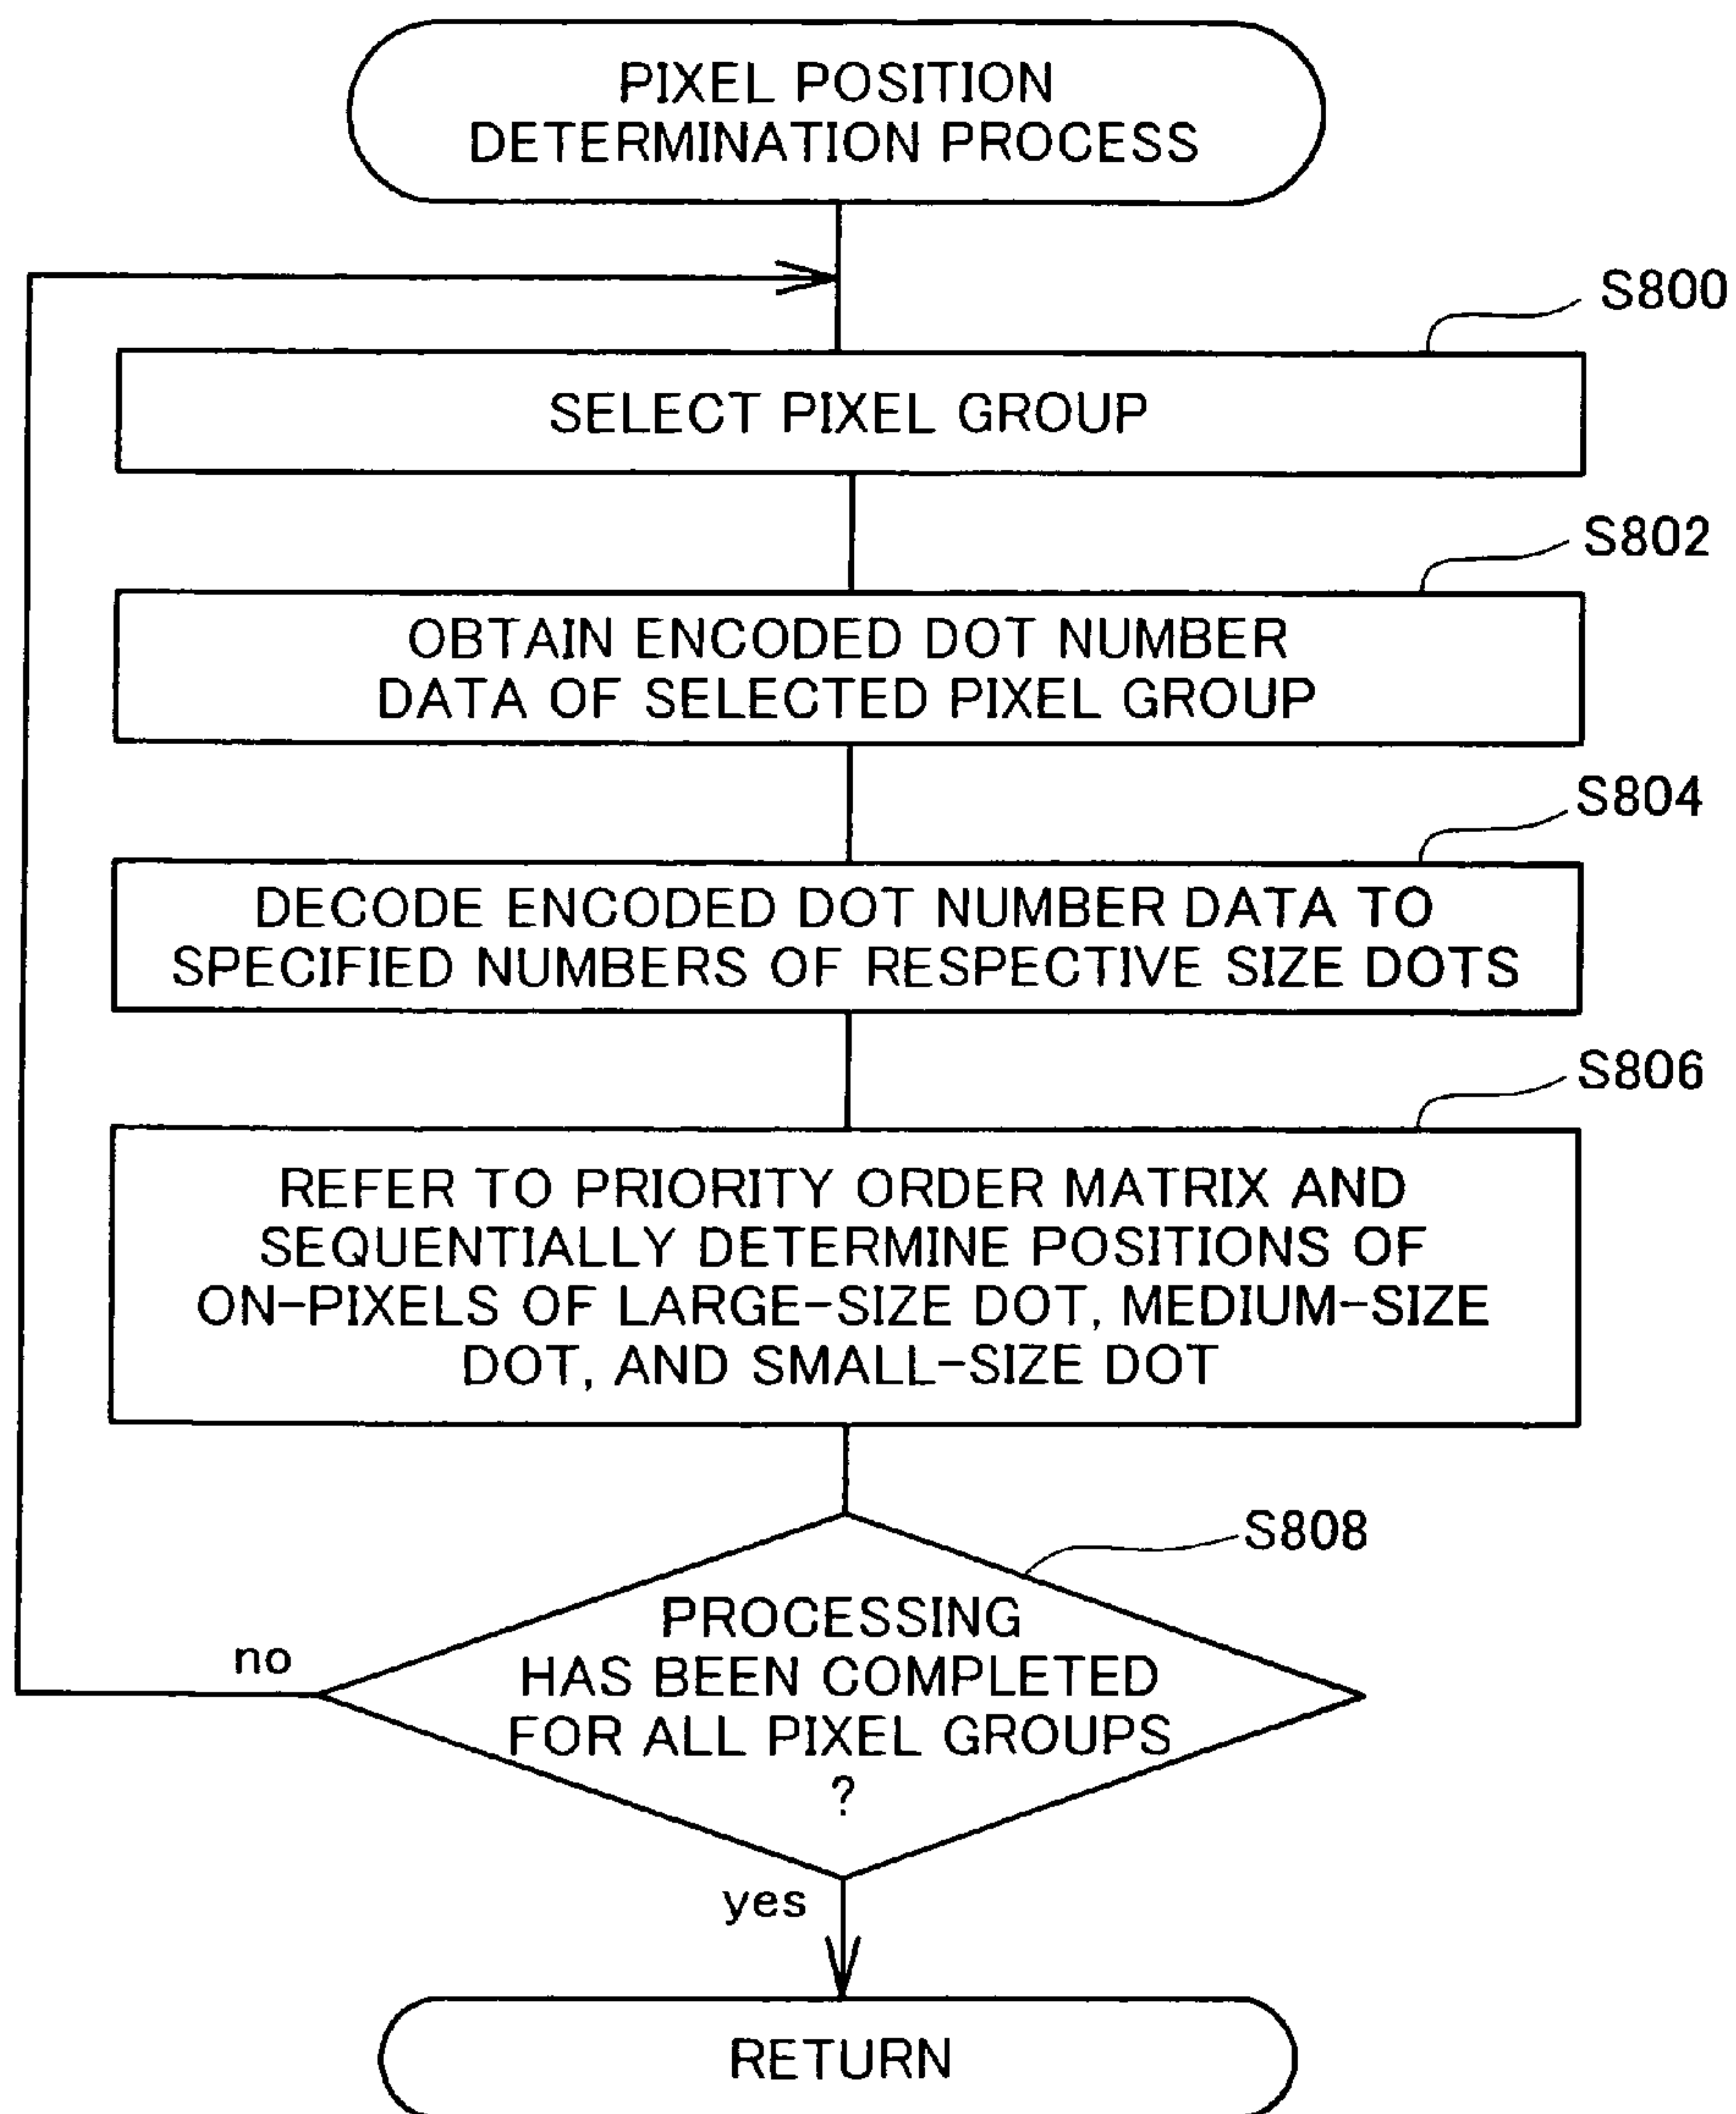 PIXEL POSITION
DETERMINATION PROCESS
S800
SELECT PIXEL GROUP
S802
OBTAIN ENCODED DOT NUMBER
DATA OF SELECTED PIXEL GROUP
S804
DECODE ENCODED DOT NUMBER DATA TO
SPECIFIED NUMBERS OF RESPECTIVE SIZE DOTS
S806
REFER TO PRIORITY ORDER MATRIX AND
SEQUENTIALLY DETERMINE POSITIONS OF
ON-PIXELS OF LARGE-SIZE DOT, MEDIUM-SIZE
DOT, AND SMALL-SIZE DOT
S808
PROCESSING
HAS BEEN COMPLETED
FOR ALL PIXEL GROUPS
?
no
yes
RETURN